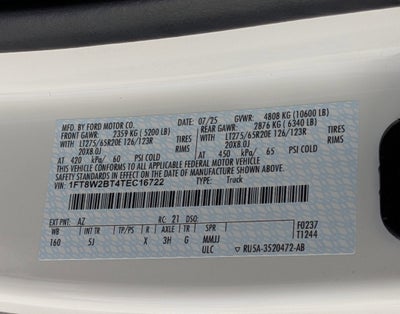 MFD. BY FORD MOTOR CO.
07/25 GVWR: 4808 KG (10600 LB)
FRONT GAWR: 2359 KG ( 5200 LB) REAR GAWR: 2876 KG ( 6340 LB)
WITH LT275/65R20E 126/123R WITH LT275/65R20E 126/123R
TIRES TIRES
20X8.0J RIMS 20X8.0J RIMS
AT 420 kPa/ 60 PSI COLD AT 450 kPa/ 65 PSI COLD
THIS VEHICLE CONFORMS TO ALL APPLICABLE FEDERAL MOTOR VEHICLE
SAFETY STANDARDS IN EFFECT ON THE DATE OF MANUFACTURE SHOWN ABOVE.
VIN: 1FT8W2BT4TEC16722 TYPE: Truck
EXT PNT: AZ RC: 21 DSO: F0237
WB INT TR TP/PS R AXLE TR SPR T1244
160 5J X 3H G MMJJ
ULC RU5A-3520472-AB